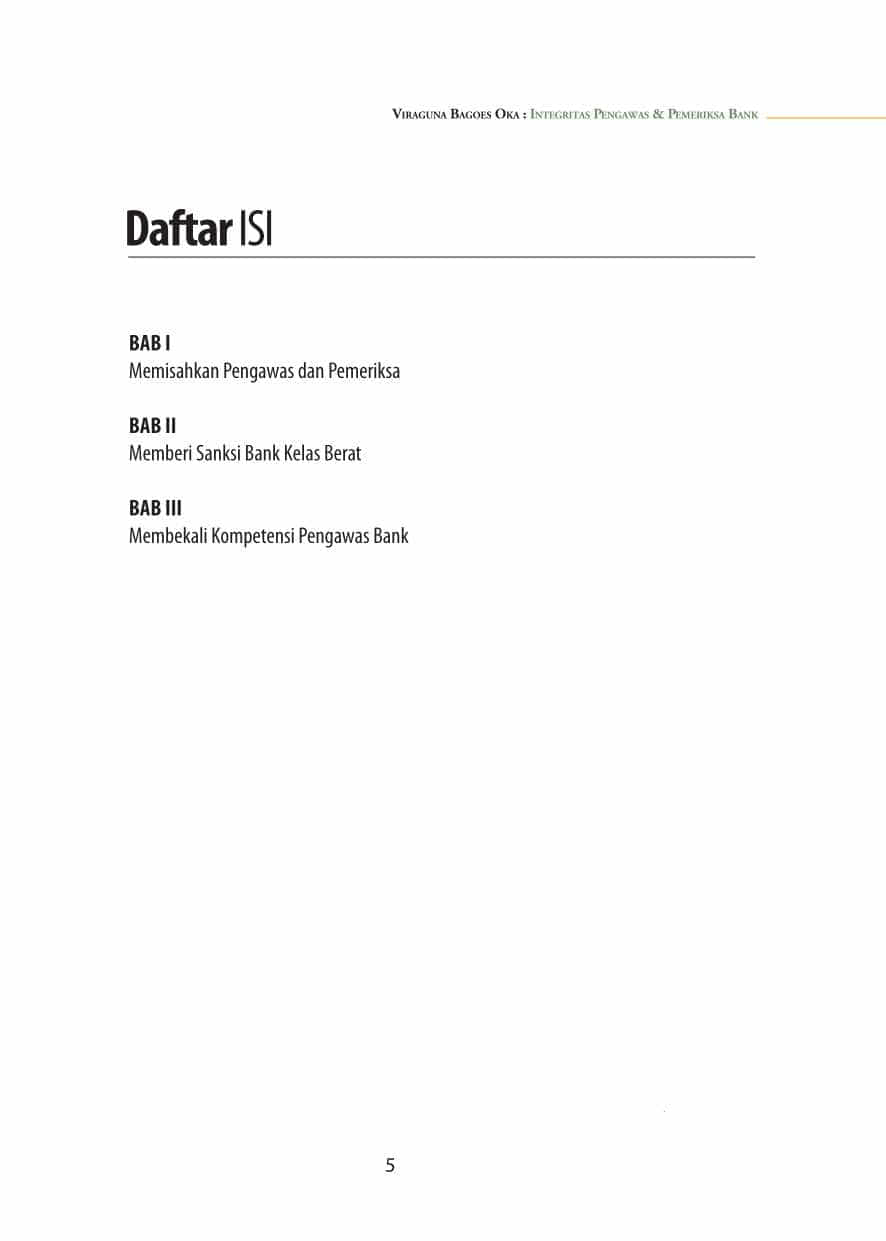 Viraguna Bagoes Oka : Integritas Pengawas & Pemeriksa Bank
Daftar ISI
BAB I
Memisahkan Pengawas dan Pemeriksa
BAB II
Memberi Sanksi Bank Kelas Berat
BAB III
Membekali Kompetensi Pengawas Bank
5